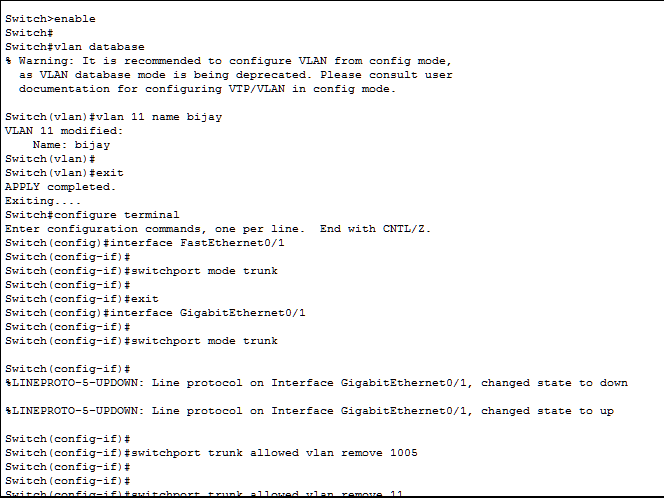 Switch>enable
Switch#
Switch#vlan database
% Warning: It is recommended to configure VLAN from config mode,
  as VLAN database mode is being deprecated. Please consult user
  documentation for configuring VTP/VLAN in config mode.
Switch(vlan)#vlan 11 name bijay
VLAN 11 modified:
    Name: bijay
Switch(vlan)#
Switch(vlan)#exit
APPLY completed.
Exiting....
Switch#configure terminal
Enter configuration commands, one per line.  End with CNTL/Z.
Switch(config)#interface FastEthernet0/1
Switch(config-if)#
Switch(config-if)#switchport mode trunk
Switch(config-if)#
Switch(config-if)#exit
Switch(config)#interface GigabitEthernet0/1
Switch(config-if)#
Switch(config-if)#switchport mode trunk
Switch(config-if)#
%LINEPROTO-5-UPDOWN: Line protocol on Interface GigabitEthernet0/1, changed state to down
%LINEPROTO-5-UPDOWN: Line protocol on Interface GigabitEthernet0/1, changed state to up
Switch(config-if)#
Switch(config-if)#switchport trunk allowed vlan remove 1005
Switch(config-if)#
Switch(config-if)#
Switch(config-if)#switchport trunk allowed vlan remove 11